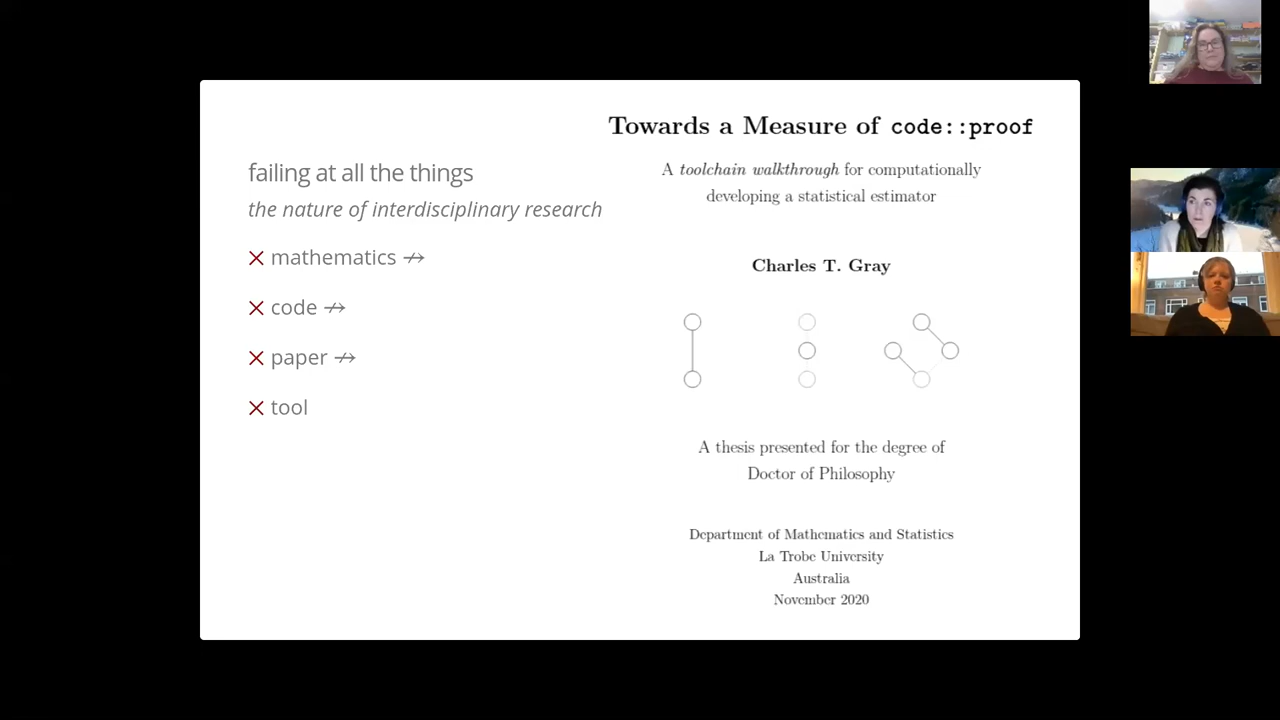 failing at all the things
the nature of interdisciplinary research
✕ mathematics ↛
✕ code ↛
✕ paper ↛
✕ tool
Towards a Measure of code::proof
A toolchain walkthrough for computationally
developing a statistical estimator
Charles T. Gray
A thesis presented for the degree of
Doctor of Philosophy
Department of Mathematics and Statistics
La Trobe University
Australia
November 2020